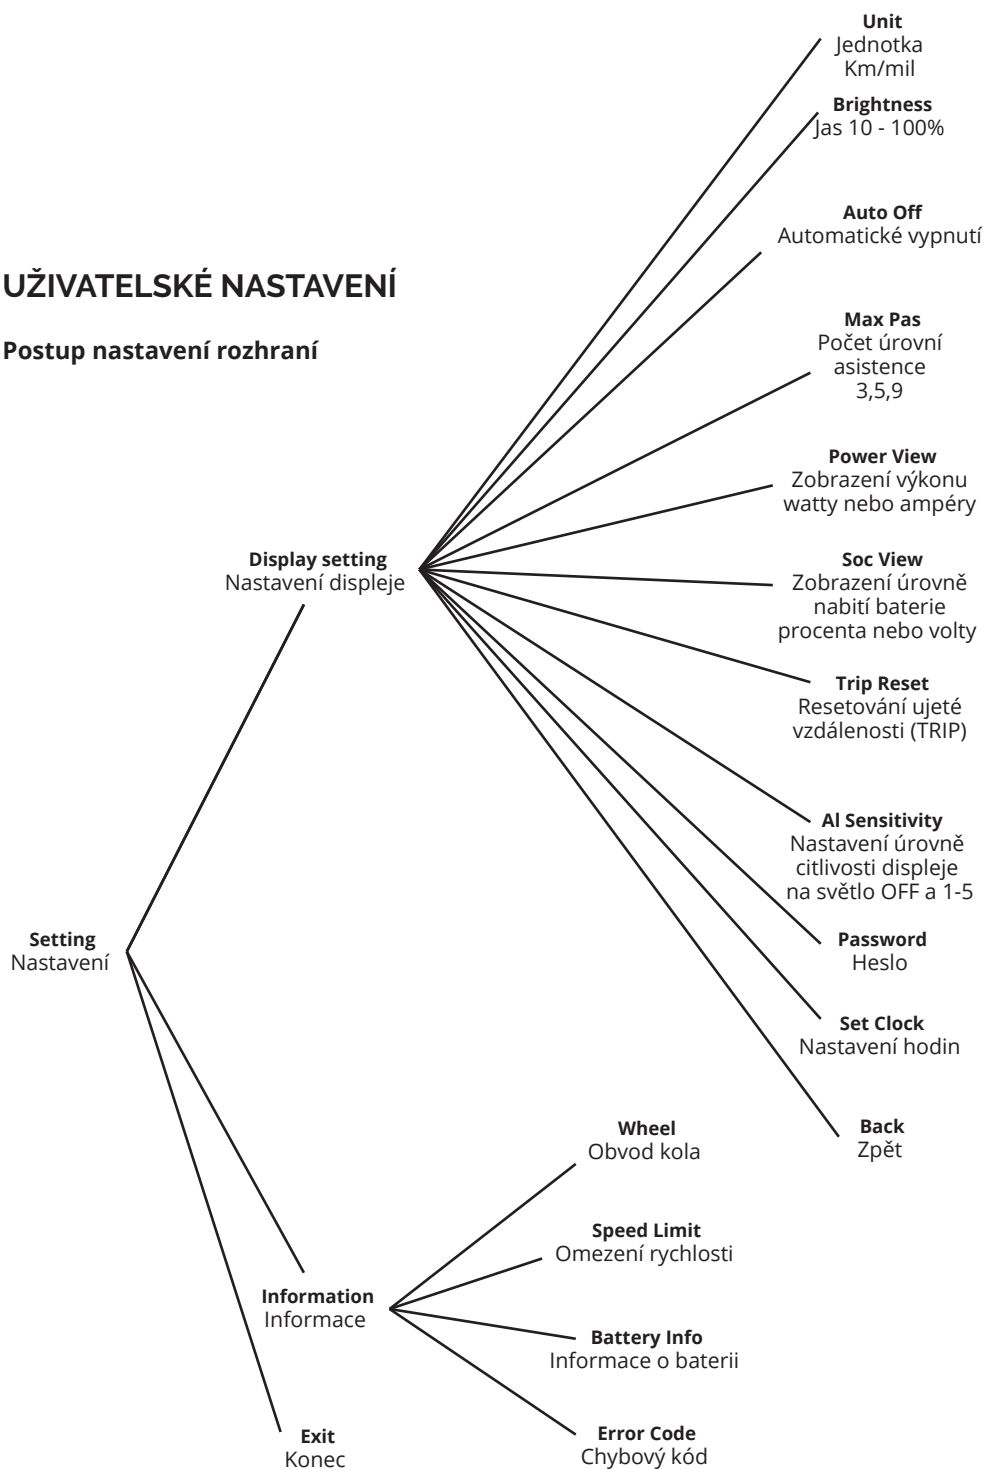 UŽIVATELSKÉ NASTAVENÍ
Postup nastavení rozhraní
Setting
Nastavení
Display setting
Nastavení displeje
Unit
Jednotka
Km/mil
Brightness
Jas 10 - 100%
Auto Off
Automatické vypnutí
Max Pas
Počet úrovní
asistence
3,5,9
Power View
Zobrazení výkonu
watty nebo ampéry
Soc View
Zobrazení úrovně
nabití baterie
procenta nebo volty
Trip Reset
Resetování ujeté
vzdálenosti (TRIP)
Al Sensitivity
Nastavení úrovně
citlivosti displeje
na světlo OFF a 1-5
Password
Heslo
Set Clock
Nastavení hodin
Back
Zpět
Information
Informace
Wheel
Obvod kola
Speed Limit
Omezení rychlosti
Battery Info
Informace o baterii
Error Code
Chybový kód
Exit
Konec